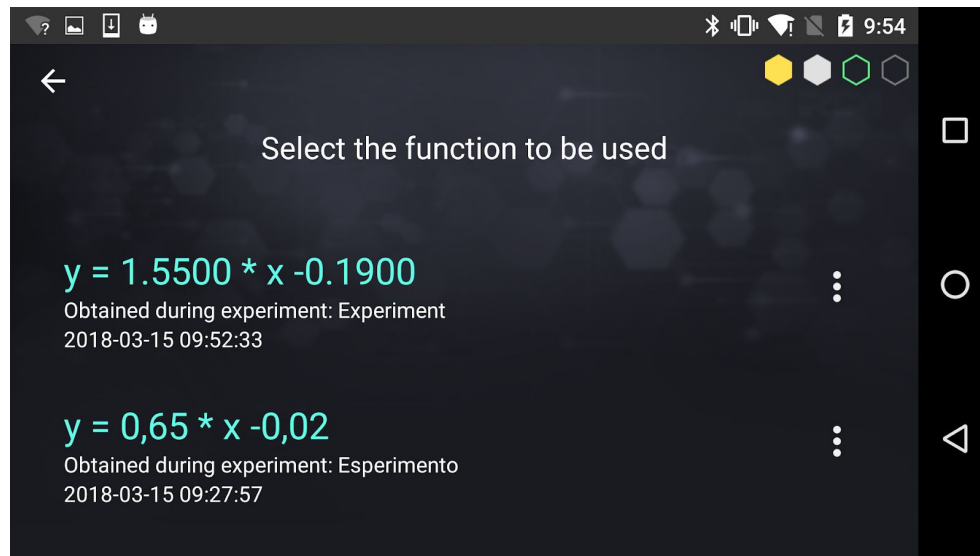 9:54
Select the function to be used
y = 1.5500 * x -0.1900
Obtained during experiment: Experiment
2018-03-15 09:52:33
y = 0,65 * x -0,02
Obtained during experiment: Esperimento
2018-03-15 09:27:57